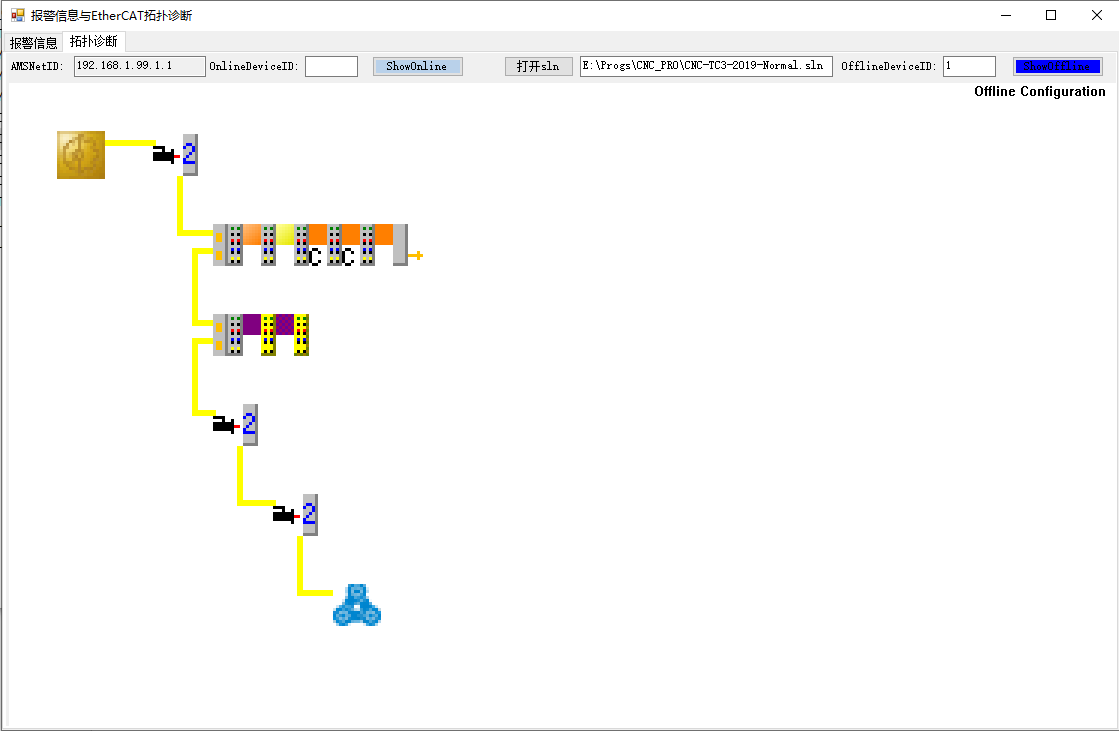 报警信息与EtherCAT拓扑诊断
报警信息 拓扑诊断
AMSNetID: 192.168.1.99.1.1 OnlineDeviceID: ShowOnline 打开sln E:\Progs\CNC_PRO\CNC-TC3-2019-Normal.sln OfflineDeviceID: 1 ShowOffline
Offline Configuration
2
C C
2
2